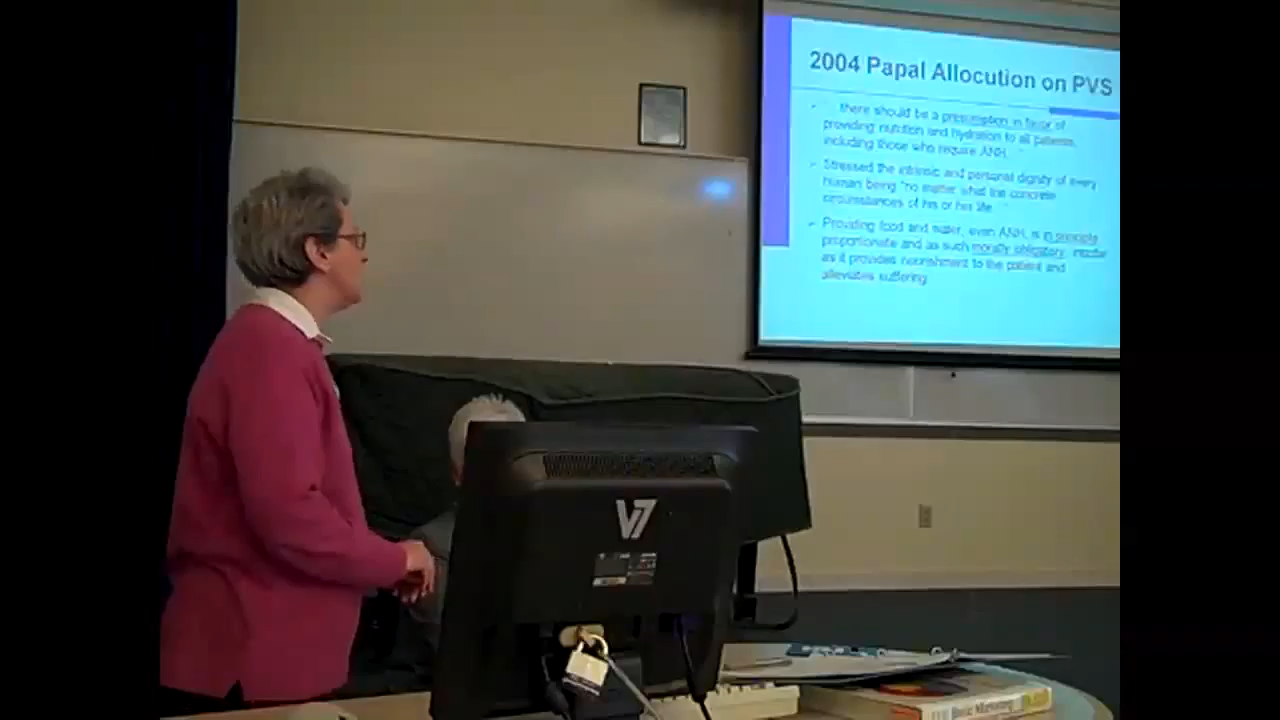 2004 Papal Allocution on PVS
there should be a presumption in favor of
providing nutrition and hydration to all patients,
including those who require ANH.
Stressed the intrinsic and personal dignity of every
human being "no matter what the concrete
circumstances of his or her life.
Providing food and water, even ANH, is in principle
proportionate and as such morally obligatory, insofar
as it provides nourishment to the patient and
alleviates suffering.
V7
Basic Marketing